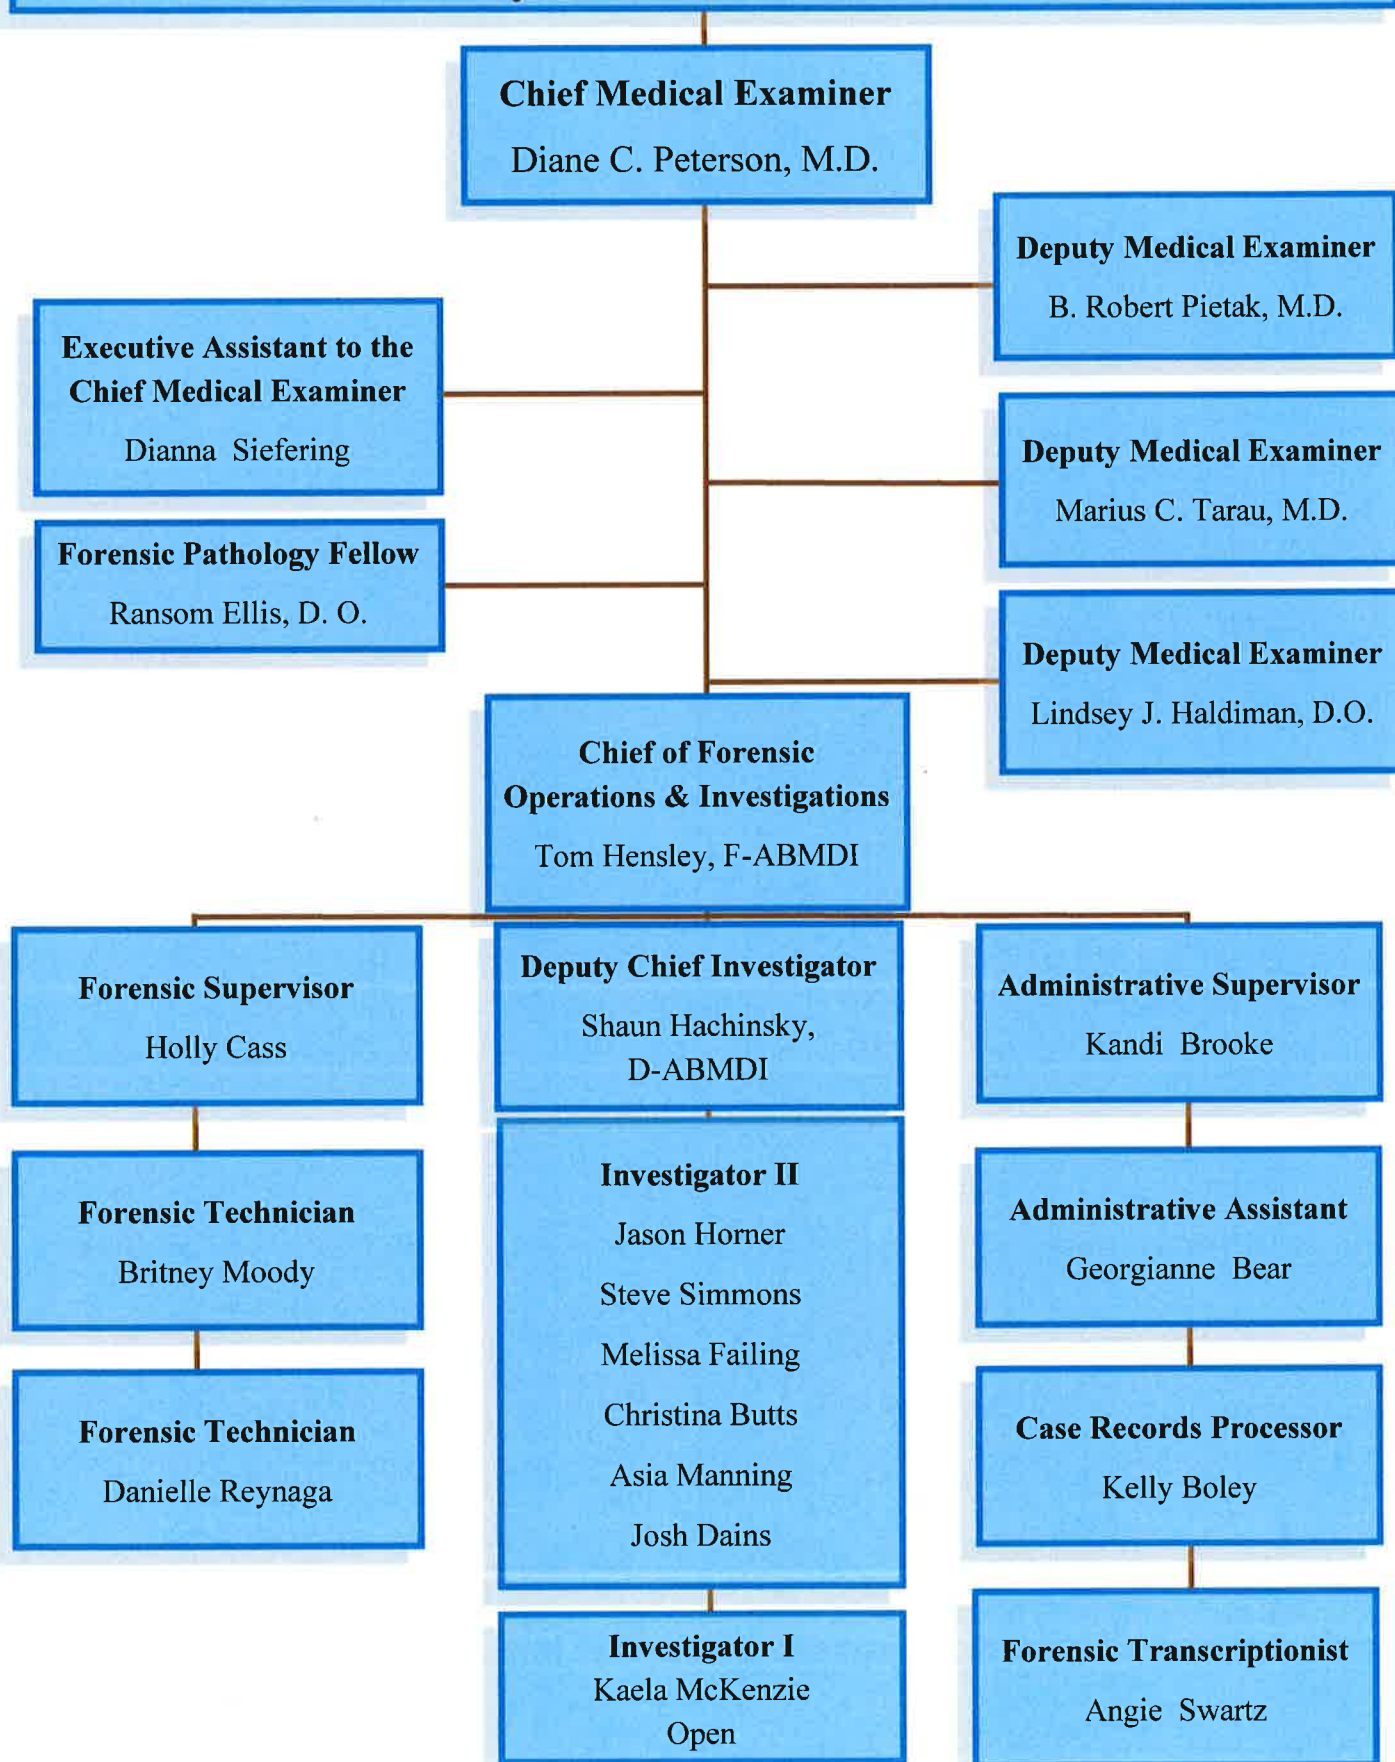 Chief Medical Examiner
Diane C. Peterson, M.D.
Deputy Medical Examiner
B. Robert Pietak, M.D.
Executive Assistant to the
Chief Medical Examiner
Dianna Siefering
Deputy Medical Examiner
Marius C. Tarau, M.D.
Forensic Pathology Fellow
Ransom Ellis, D. O.
Deputy Medical Examiner
Lindsey J. Haldiman, D.O.
Chief of Forensic
Operations & Investigations
Tom Hensley, F-ABMDI
Forensic Supervisor
Holly Cass
Forensic Technician
Britney Moody
Forensic Technician
Danielle Reynaga
Deputy Chief Investigator
Shaun Hachinsky,
D-ABMDI
Investigator II
Jason Horner
Steve Simmons
Melissa Failing
Christina Butts
Asia Manning
Josh Dains
Investigator I
Kaela McKenzie
Open
Administrative Supervisor
Kandi Brooke
Administrative Assistant
Georgianne Bear
Case Records Processor
Kelly Boley
Forensic Transcriptionist
Angie Swartz